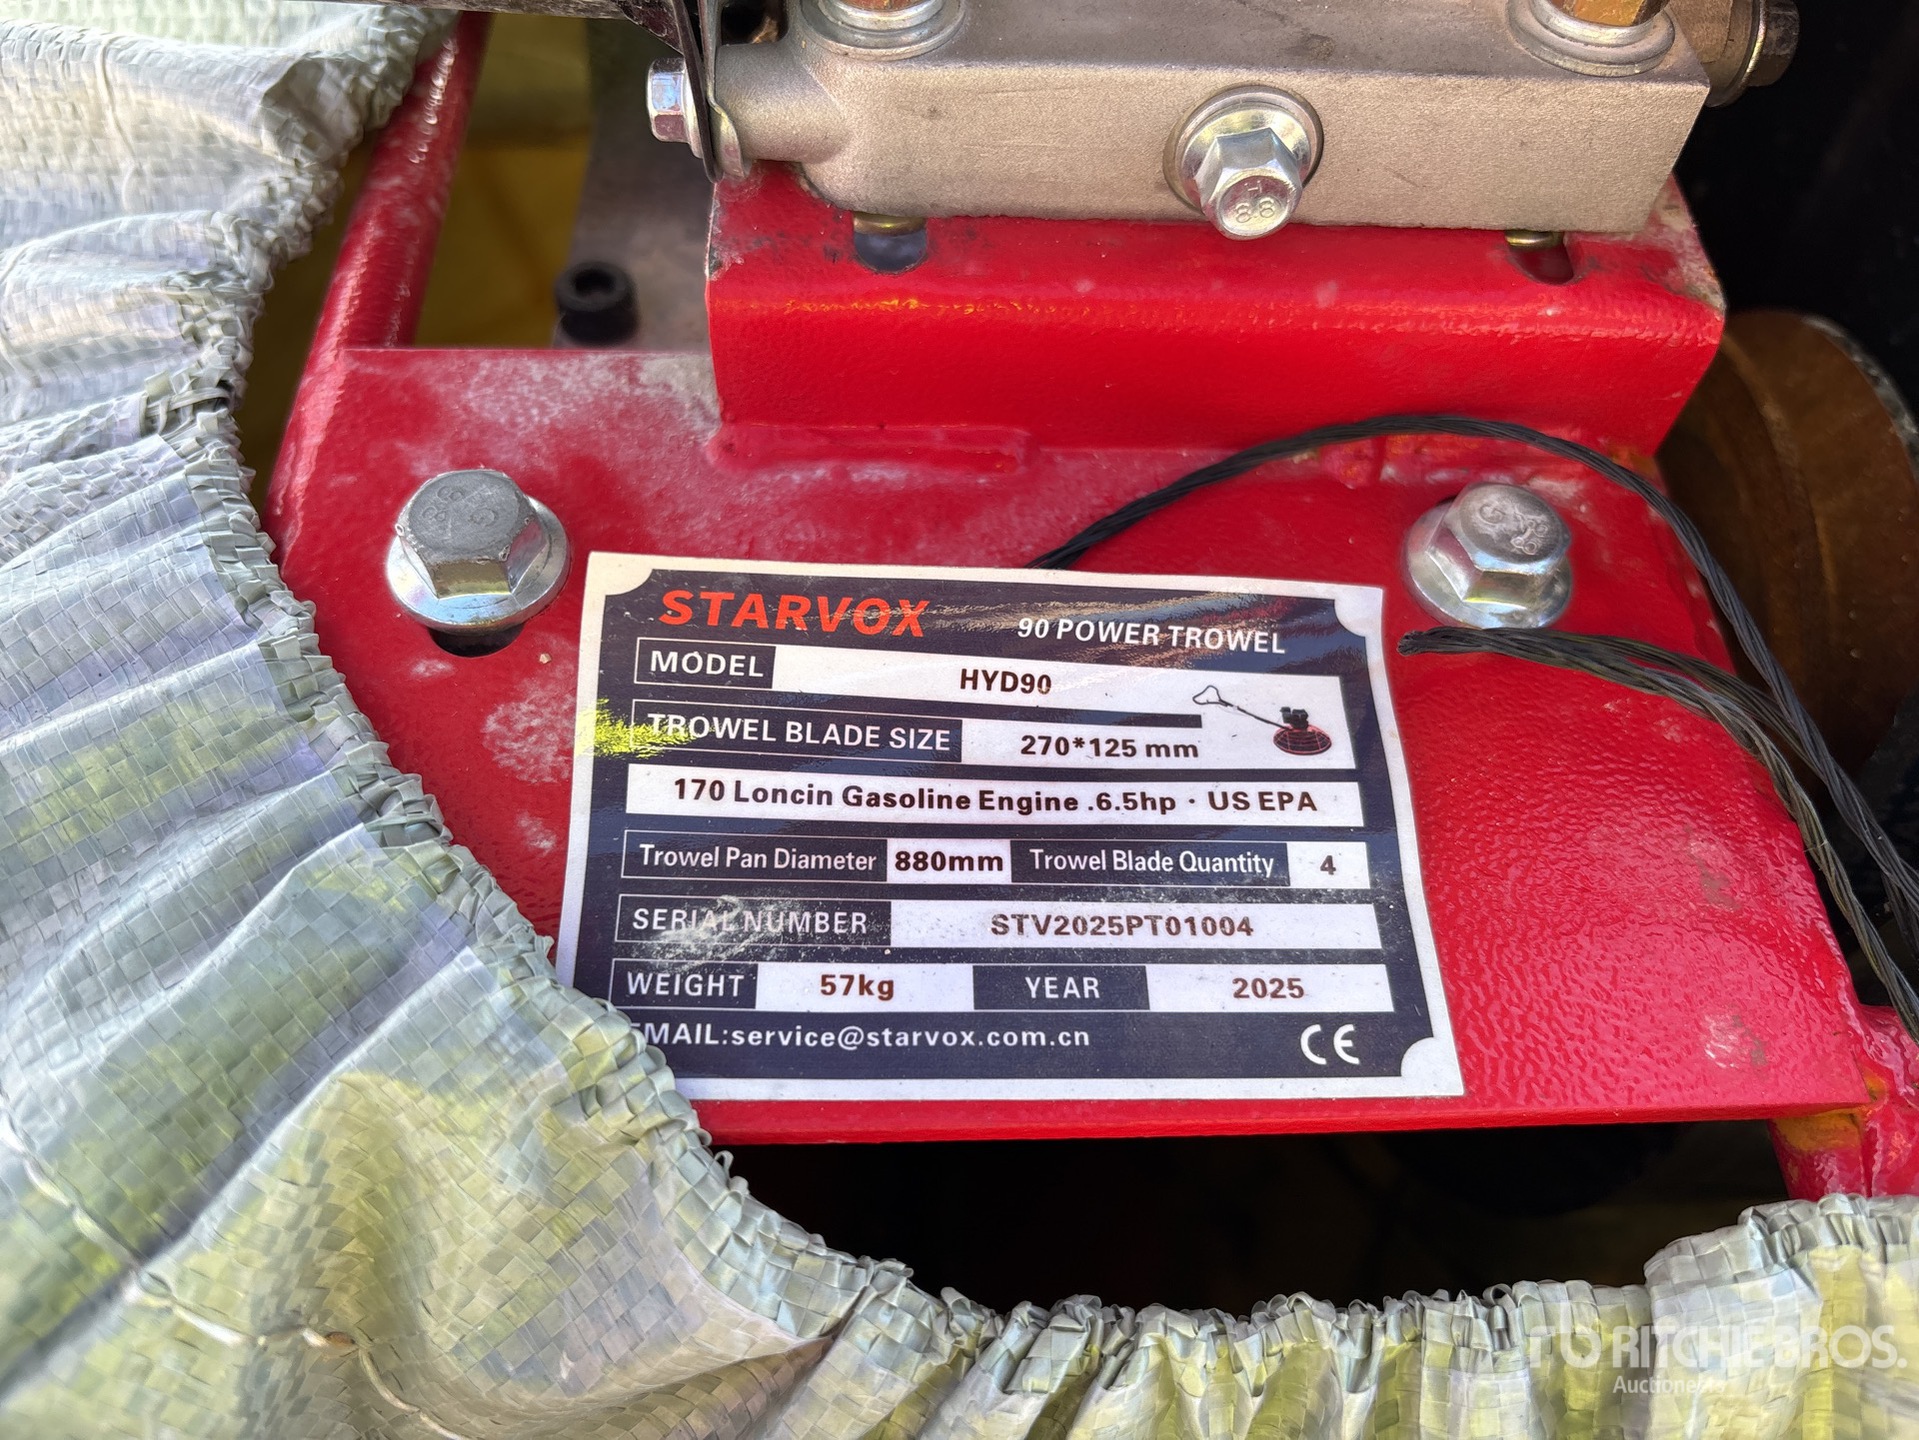 8.8
STARVOX 90 POWER TROWEL
MODEL HYD90
TROWEL BLADE SIZE 270*125 mm
170 Loncin Gasoline Engine .6.5hp · US EPA
Trowel Pan Diameter 880mm Trowel Blade Quantity 4
SERIAL NUMBER STV2025PT01004
WEIGHT 57kg YEAR 2025
EMAIL:service@starvox.com.cn CE
RITCHIE BROS.
Auctioneers